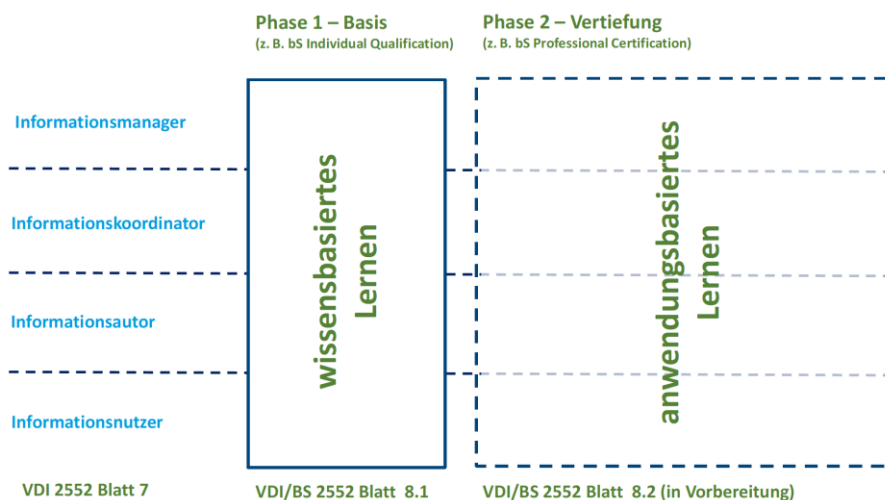 Phase 1 – Basis
(z. B. bS Individual Qualification)
Phase 2 – Vertiefung
(z. B. bS Professional Certification)
Informationsmanager
Informationskoordinator
Informationsautor
Informationsnutzer
wissensbasiertes
Lernen
anwendungsbasiertes
Lernen
VDI 2552 Blatt 7
VDI/BS 2552 Blatt 8.1
VDI/BS 2552 Blatt 8.2 (in Vorbereitung)